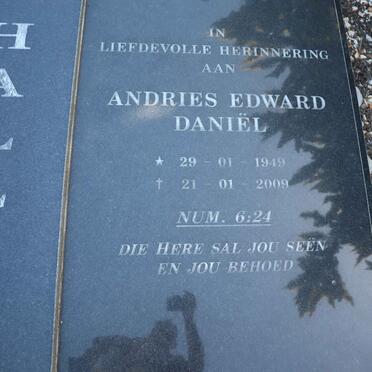 H
A
L
L
IN
LIEFDEVOLLE HERINNERING
AAN
ANDRIES EDWARD
DANIËL
★ 29 - 01 - 1949
† 21 - 01 - 2009
NUM. 6:24
DIE HERE SAL JOU SEËN
EN JOU BEHOED